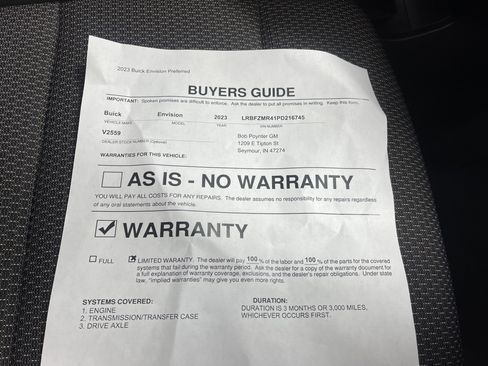 2023 Buick Envision Preferred
BUYERS GUIDE
IMPORTANT: Spoken promises are difficult to enforce. Ask the dealer to put all promises in writing. Keep this form.
Buick Envision 2023 LRBFZMR41PD216745
VEHICLE MAKE MODEL YEAR VIN NUMBER
V2559 Bob Poynter GM
DEALER STOCK NUMBER (Optional) 1209 E Tipton St
Seymour, IN 47274
WARRANTIES FOR THIS VEHICLE:
AS IS - NO WARRANTY
YOU WILL PAY ALL COSTS FOR ANY REPAIRS. The dealer assumes no responsibility for any repairs regardless
of any oral statements about the vehicle.
WARRANTY
FULL LIMITED WARRANTY. The dealer will pay 100 % of the labor and 100 % of the parts for the covered
systems that fail during the warranty period. Ask the dealer for a copy of the warranty document for
a full explanation of warranty coverage, exclusions, and the dealer's repair obligations. Under state
law, "implied warranties" may give you even more rights.
SYSTEMS COVERED: DURATION:
1. ENGINE DURATION IS 3 MONTHS OR 3,000 MILES,
2. TRANSMISSION/TRANSFER CASE WHICHEVER OCCURS FIRST.
3. DRIVE AXLE